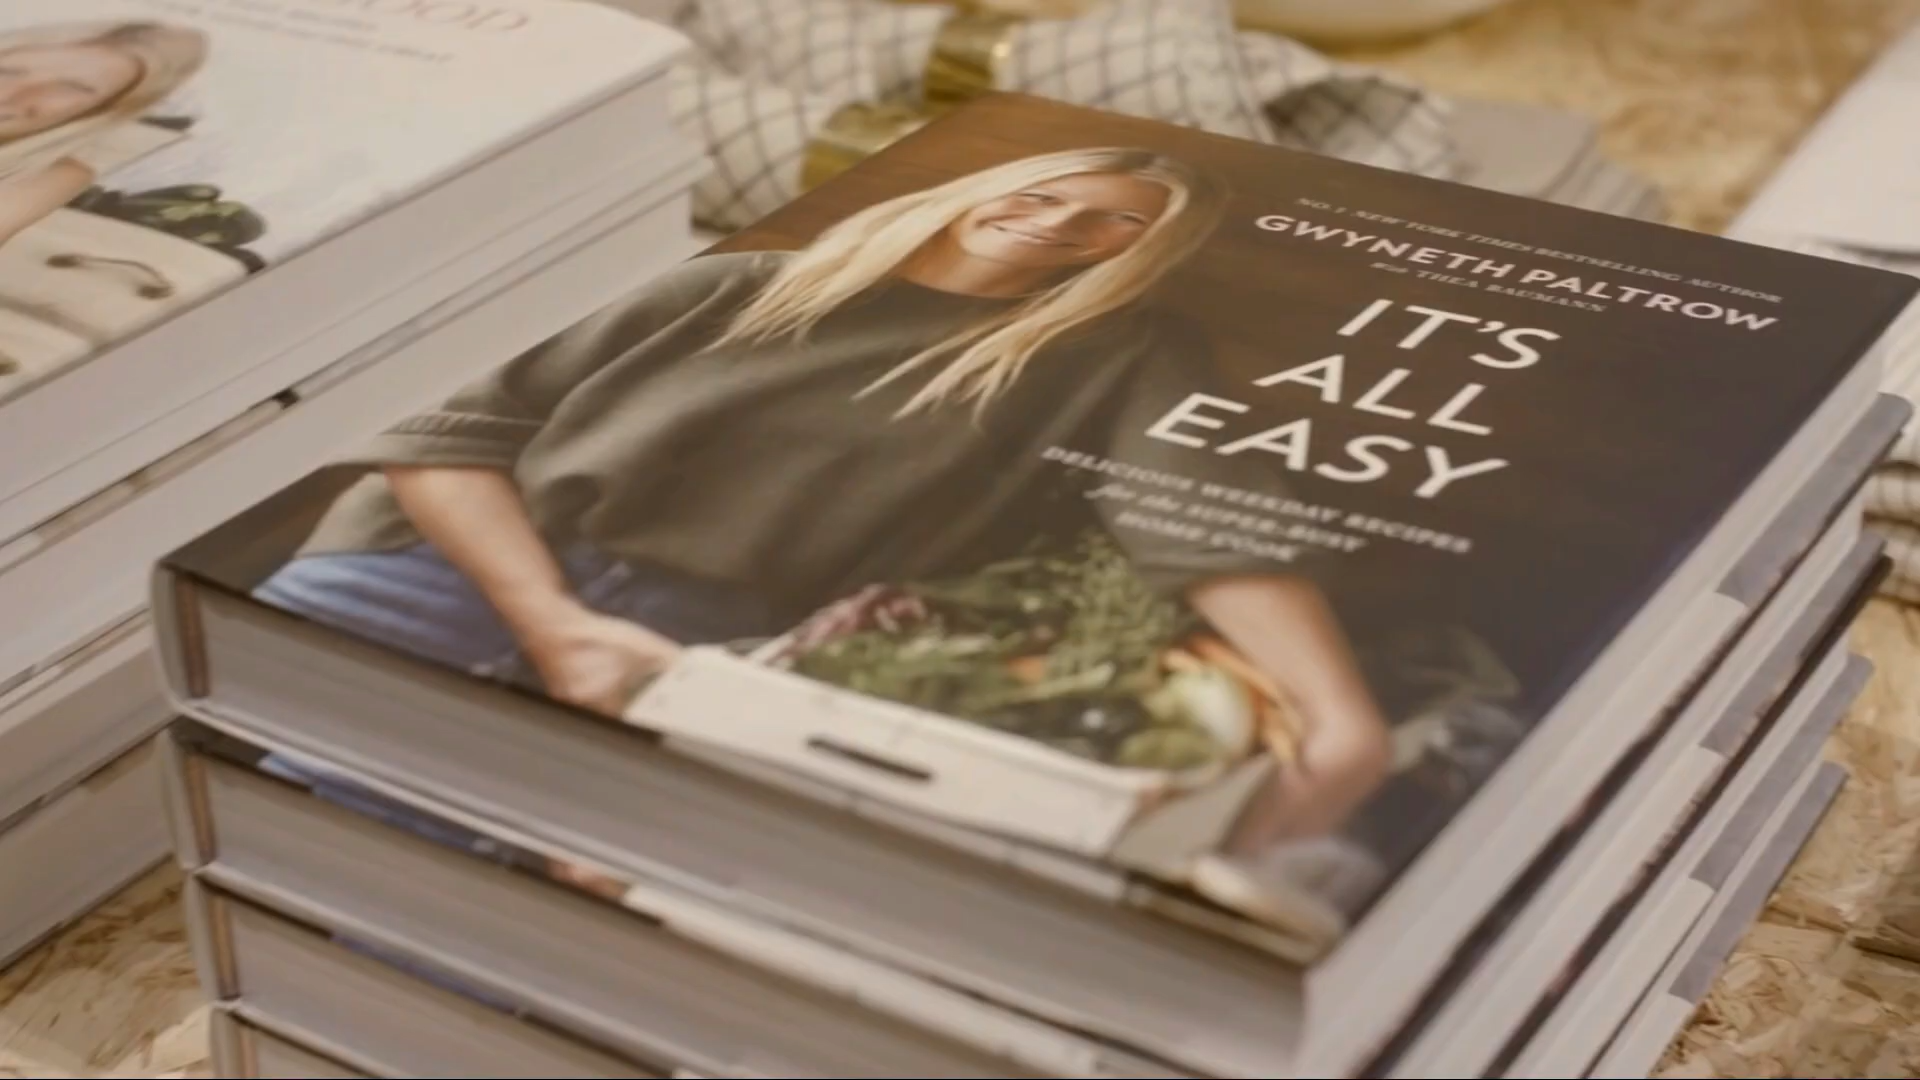 OOD
NO.1 NEW YORK TIMES BESTSELLING AUTHOR
GWYNETH PALTROW
THEA BAUMANN
IT'S
ALL
EASY
DELICIOUS WEEKDAY RECIPES
for the SUPER-BUSY
HOME COOK